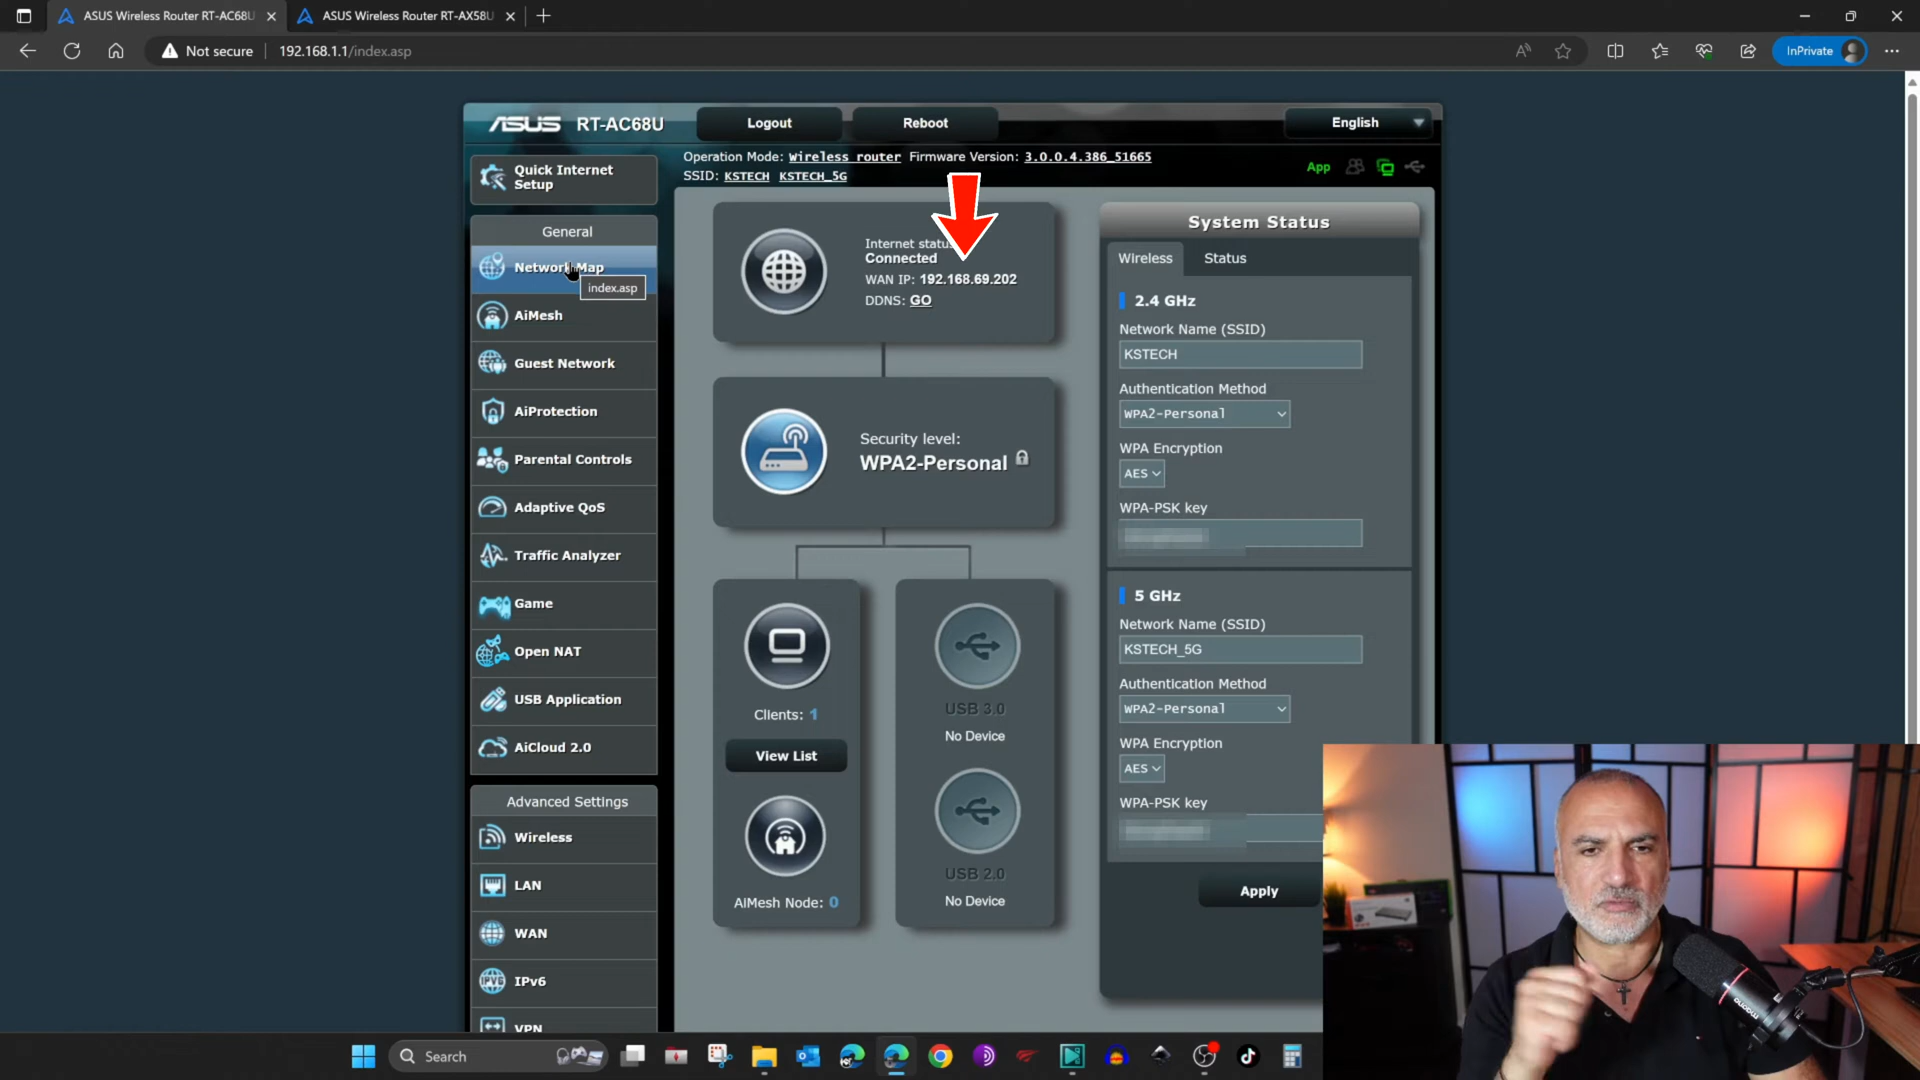 ASUS Wireless Router RT-AC68U
ASUS Wireless Router RT-AX58U
Not secure
192.168.1.1/index.asp
InPrivate
ASUS RT-AC68U
Logout
Reboot
English
Quick Internet
Setup
Operation Mode: Wireless router Firmware Version: 3.0.0.4.386_51665
SSID: KSTECH KSTECH_5G
App
General
Network Map
index.asp
AiMesh
Guest Network
AiProtection
Parental Controls
Adaptive QoS
Traffic Analyzer
Game
Open NAT
USB Application
AiCloud 2.0
Advanced Settings
Wireless
LAN
WAN
IPv6
VPN
Internet status
Connected
WAN IP: 192.168.69.202
DDNS: GO
Security level:
WPA2-Personal
Clients: 1
View List
AiMesh Node: 0
USB 3.0
No Device
USB 2.0
No Device
System Status
Wireless
Status
2.4 GHz
Network Name (SSID)
KSTECH
Authentication Method
WPA2-Personal
WPA Encryption
AES
WPA-PSK key
5 GHz
Network Name (SSID)
KSTECH_5G
Authentication Method
WPA2-Personal
WPA Encryption
AES
WPA-PSK key
Apply
maono
Search